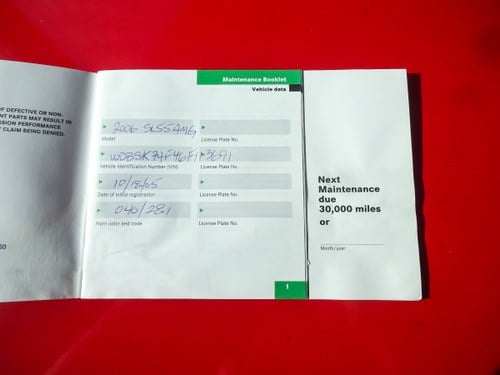 OF DEFECTIVE OR NON-
NT PARTS MAY RESULT IN
SSION PERFORMANCE
Y CLAIM BEING DENIED.
Maintenance Booklet
Vehicle data
2006 SL55 AMG
Model
License Plate No.
Vehicle Identification Number (VIN)
License Plate No.
10/18/05
Date of initial registration
License Plate No.
040/281
Paint color and code
License Plate No.
1
Next
Maintenance
due
30,000 miles
or
Month/year